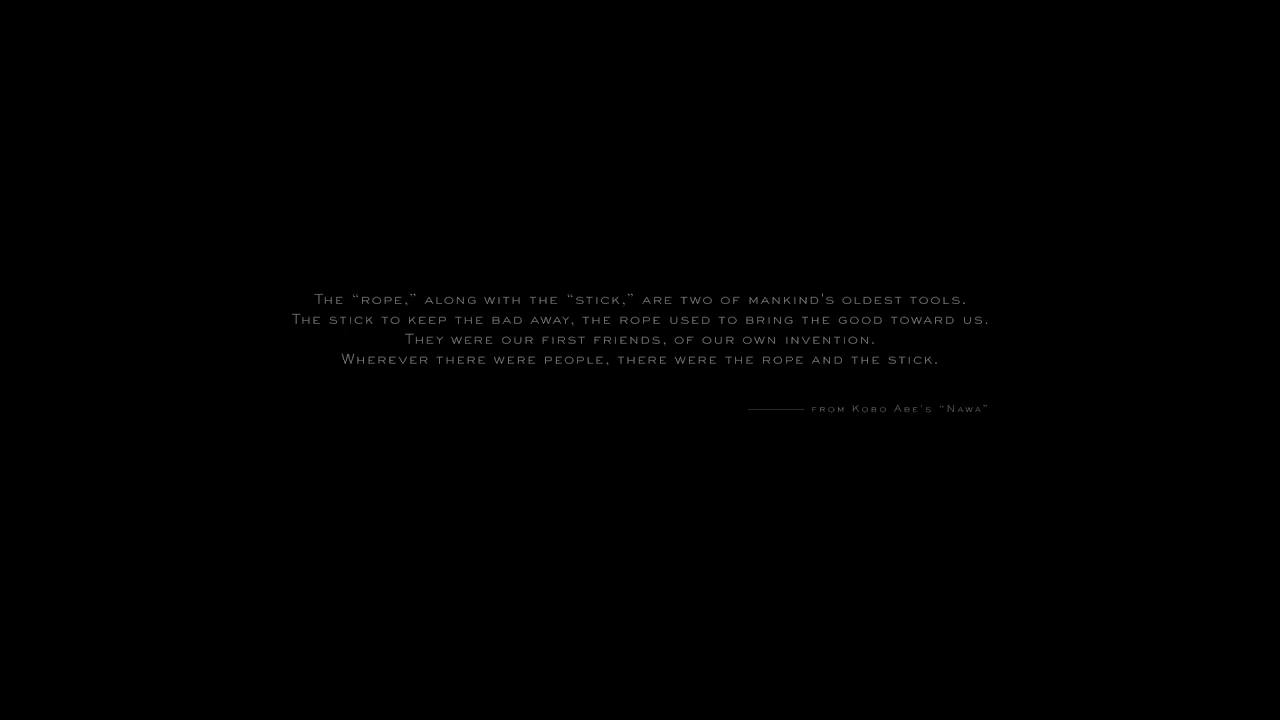 The “rope,” along with the “stick,” are two of mankind's oldest tools.
The stick to keep the bad away, the rope used to bring the good toward us.
They were our first friends, of our own invention.
Wherever there were people, there were the rope and the stick.
from Kobo Abe's “Nawa”